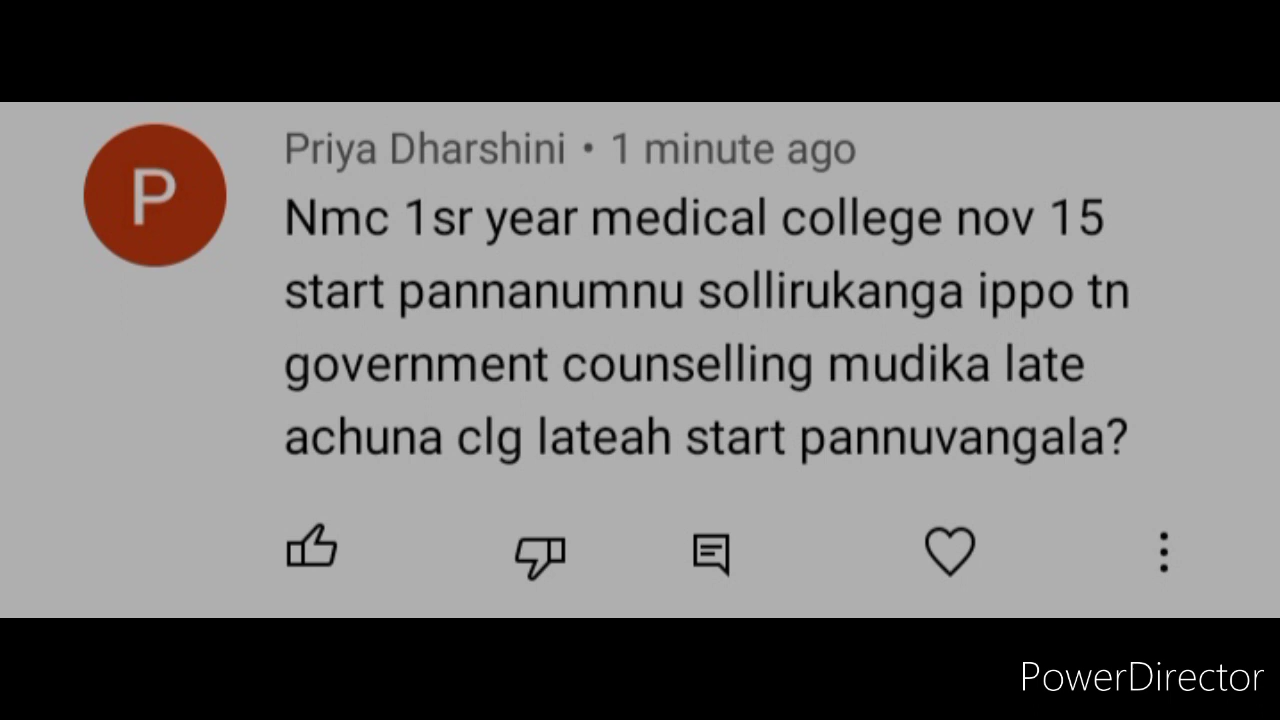 P
Priya Dharshini • 1 minute ago
Nmc 1sr year medical college nov 15
start pannanumnu sollirukanga ippo tn
government counselling mudika late
achuna clg lateah start pannuvangala?
PowerDirector